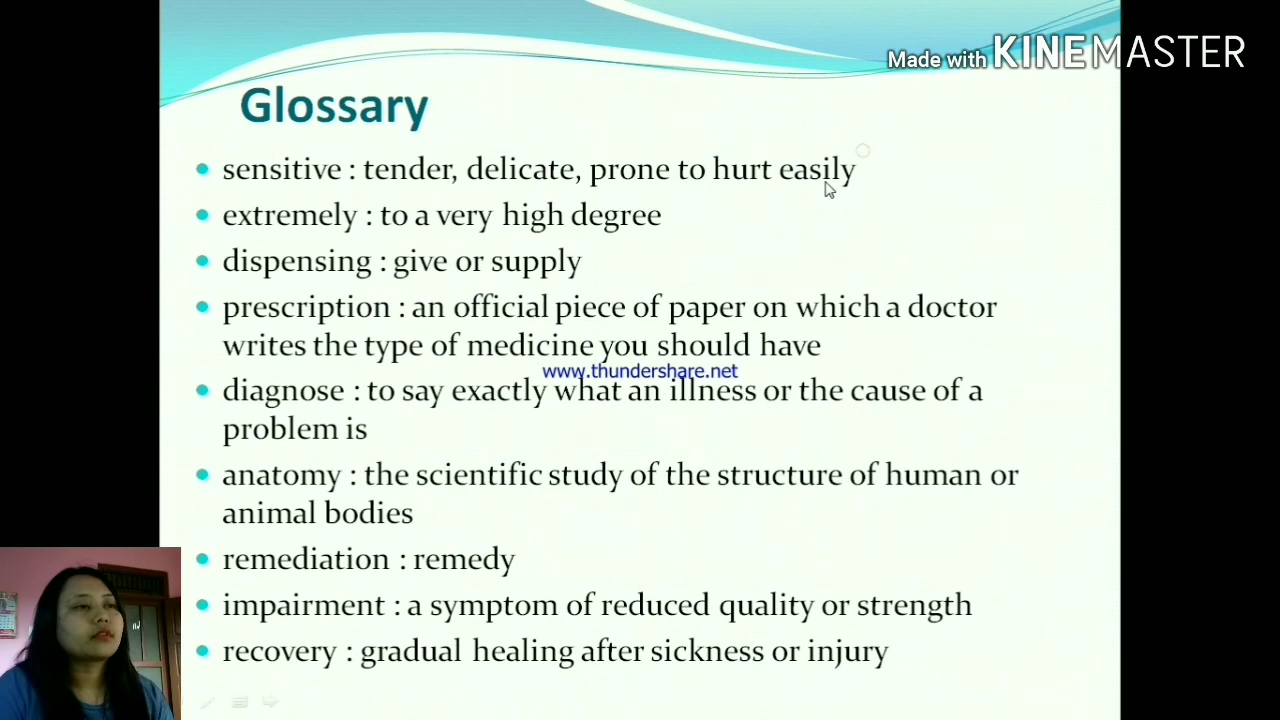 Made with KINEMASTER
Glossary
sensitive : tender, delicate, prone to hurt easily
extremely : to a very high degree
dispensing : give or supply
prescription : an official piece of paper on which a doctor
writes the type of medicine you should have
www.thundershare.net
diagnose : to say exactly what an illness or the cause of a
problem is
anatomy : the scientific study of the structure of human or
animal bodies
remediation : remedy
impairment : a symptom of reduced quality or strength
recovery : gradual healing after sickness or injury